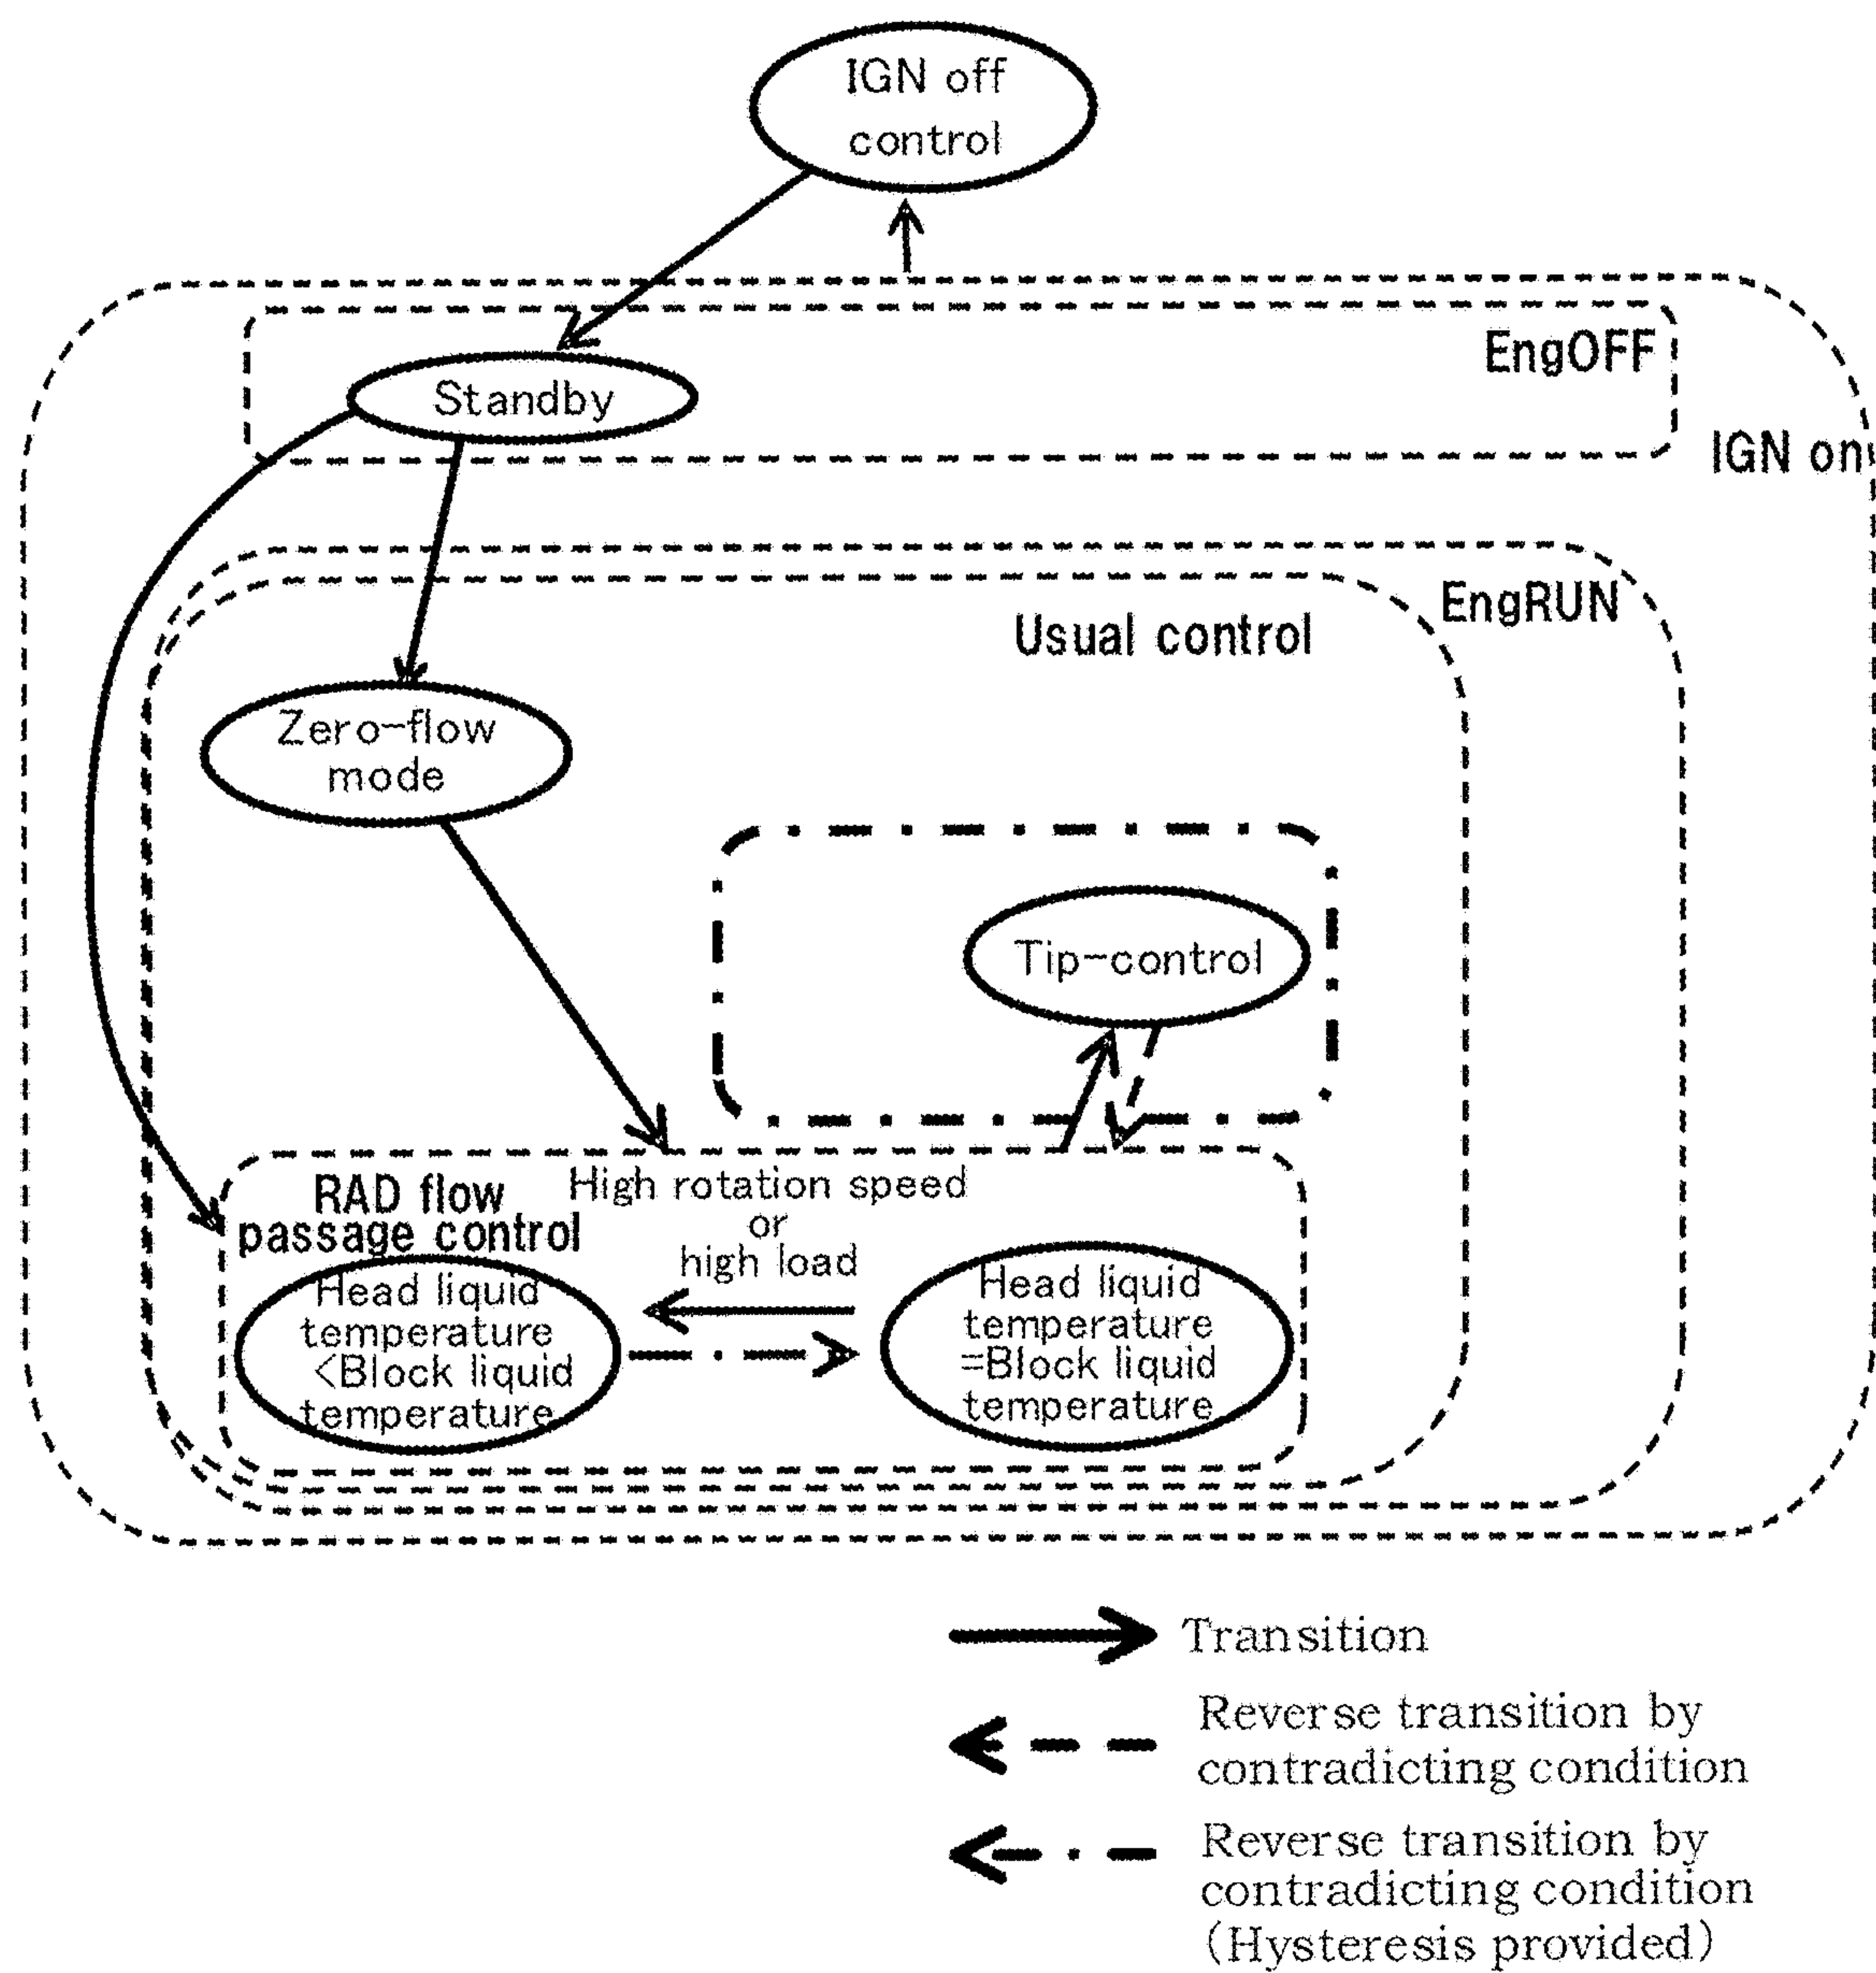 IGN off
control
EngOFF
Standby
IGN on
EngRUN
Usual control
Zero-flow
mode
Tip-control
RAD flow
passage control
High rotation speed
or
high load
Head liquid
temperature
<Block liquid
temperature
Head liquid
temperature
=Block liquid
temperature
Transition
Reverse transition by
contradicting condition
Reverse transition by
contradicting condition
(Hysteresis provided)